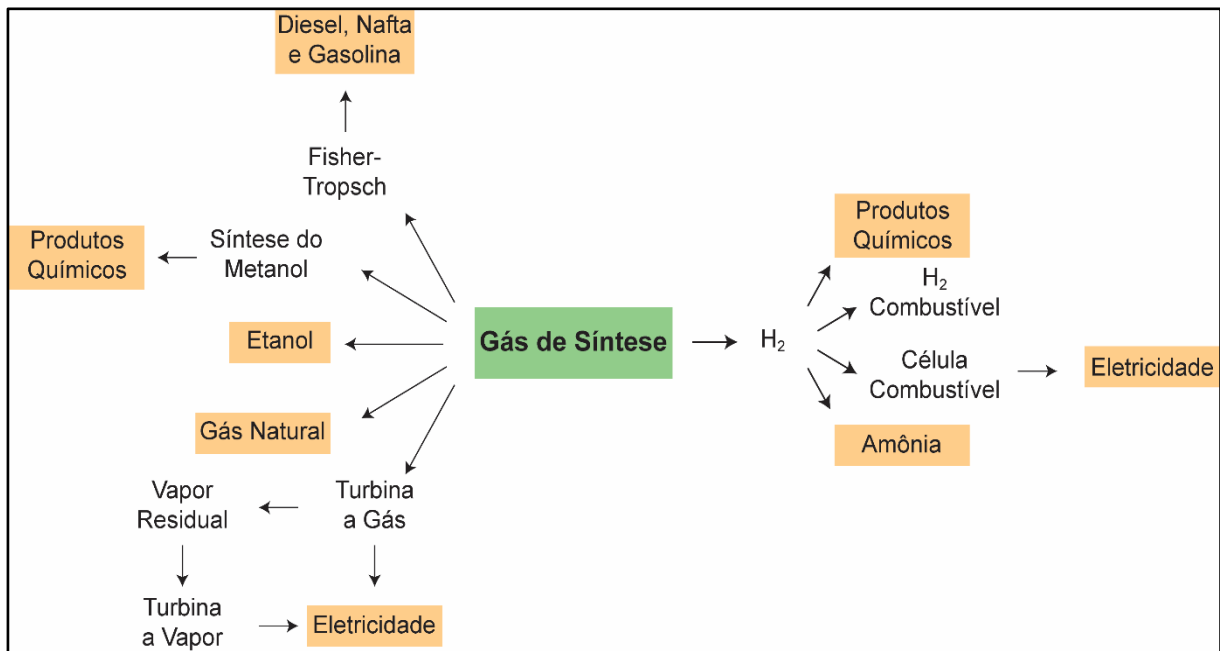 Diesel, Nafta
e Gasolina
Fisher-
Tropsch
Produtos
Químicos
Síntese do
Metanol
Etanol
Gás Natural
Vapor
Residual
Turbina
a Gás
Turbina
a Vapor
Eletricidade
Gás de Síntese
H₂
Produtos
Químicos
H₂
Combustível
Célula
Combustível
Eletricidade
Amônia